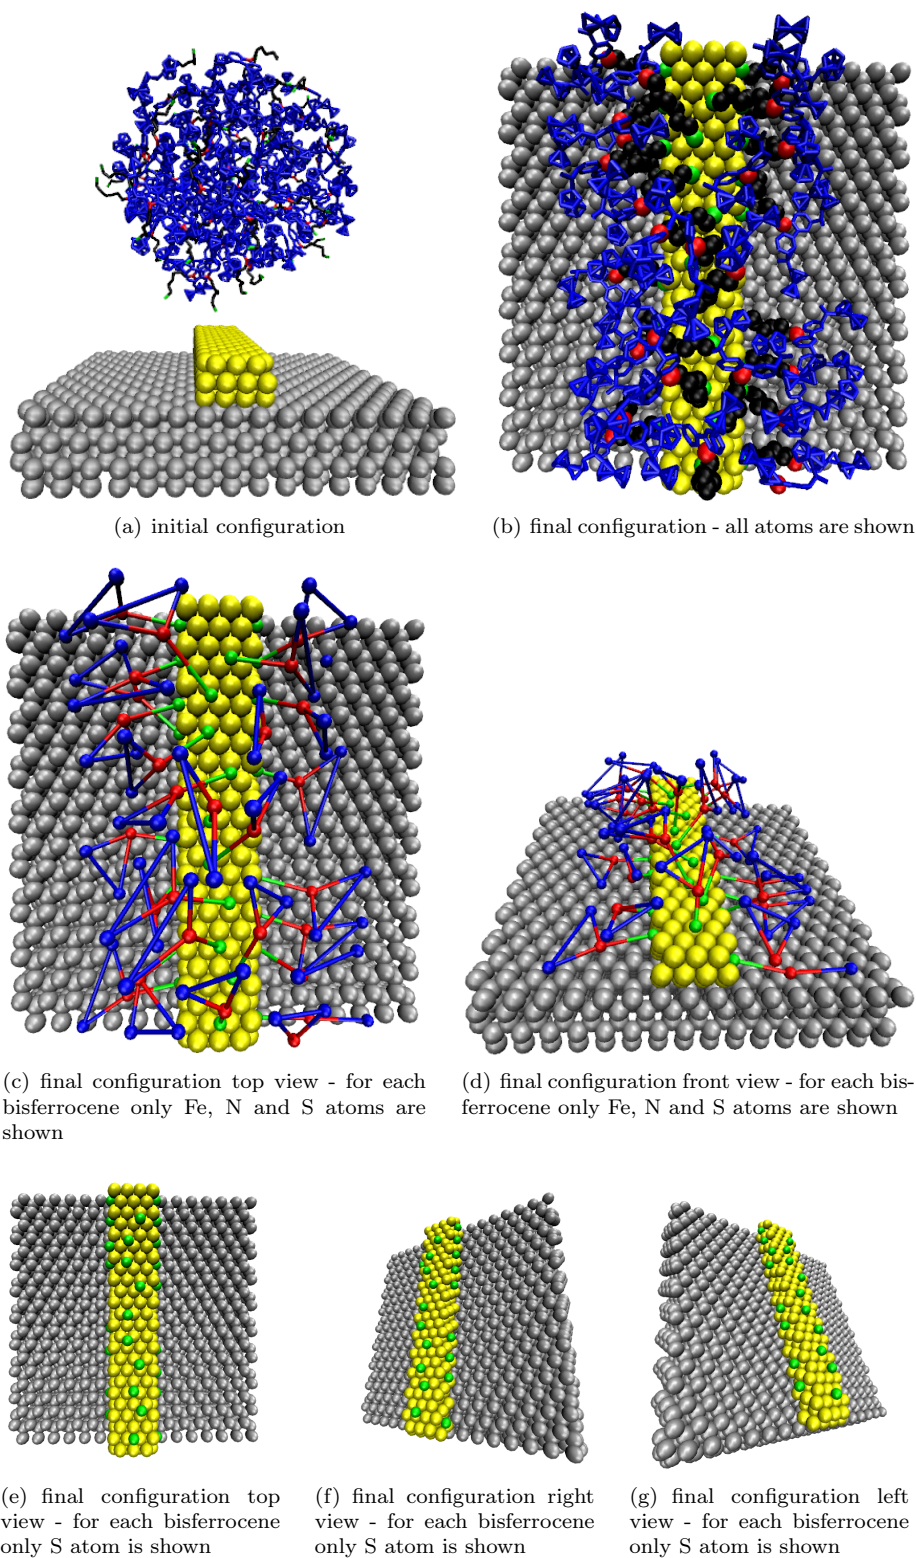 (a) initial configuration
(b) final configuration - all atoms are shown
(c) final configuration top view - for each
bisferrocene only Fe, N and S atoms are
shown
(d) final configuration front view - for each bis-
ferrocene only Fe, N and S atoms are shown
(e) final configuration top
view - for each bisferrocene
only S atom is shown
(f) final configuration right
view - for each bisferrocene
only S atom is shown
(g) final configuration left
view - for each bisferrocene
only S atom is shown